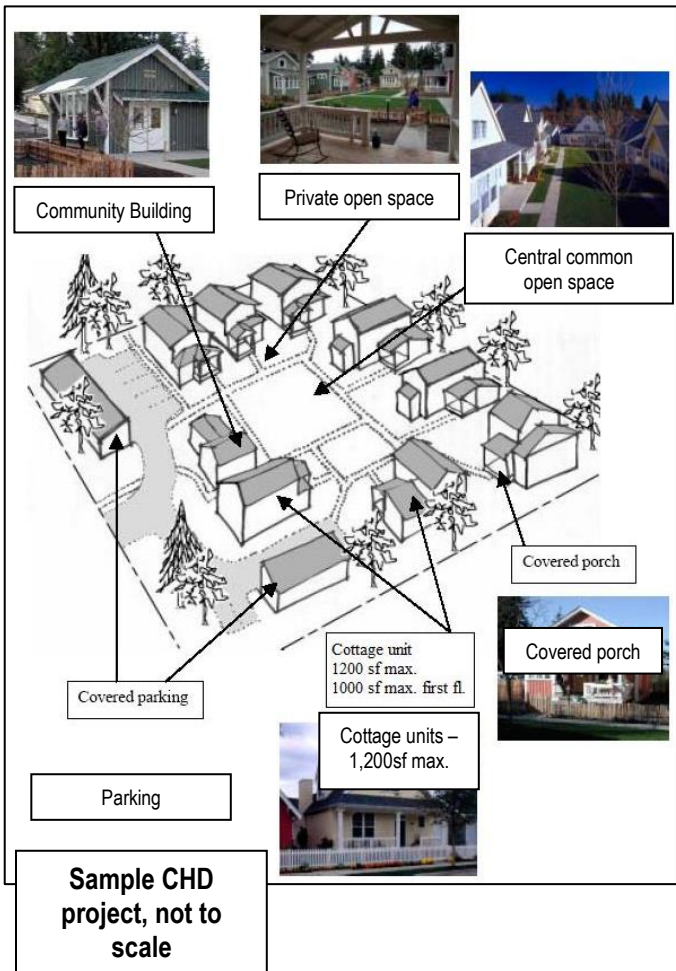 Community Building
Private open space
Central common
open space
Covered porch
Cottage unit
1200 sf max.
1000 sf max. first fl.
Covered porch
Covered parking
Cottage units –
1,200sf max.
Parking
Sample CHD
project, not to
scale